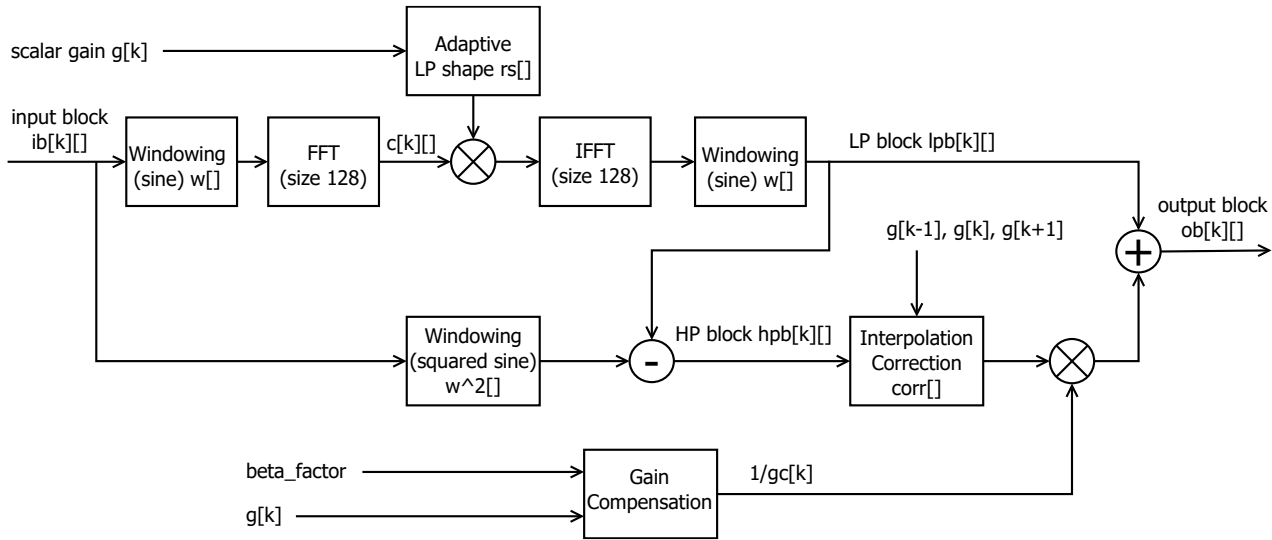 scalar gain g[k]
Adaptive
LP shape rs[]
input block
ib[k][]
Windowing
(sine) w[]
FFT
(size 128)
c[k][]
IFFT
(size 128)
Windowing
(sine) w[]
LP block lpb[k][]
output block
ob[k][]
g[k-1], g[k], g[k+1]
+
Windowing
(squared sine)
w^2[]
-
HP block hpb[k][]
Interpolation
Correction
corr[]
beta_factor
g[k]
Gain
Compensation
1/gc[k]